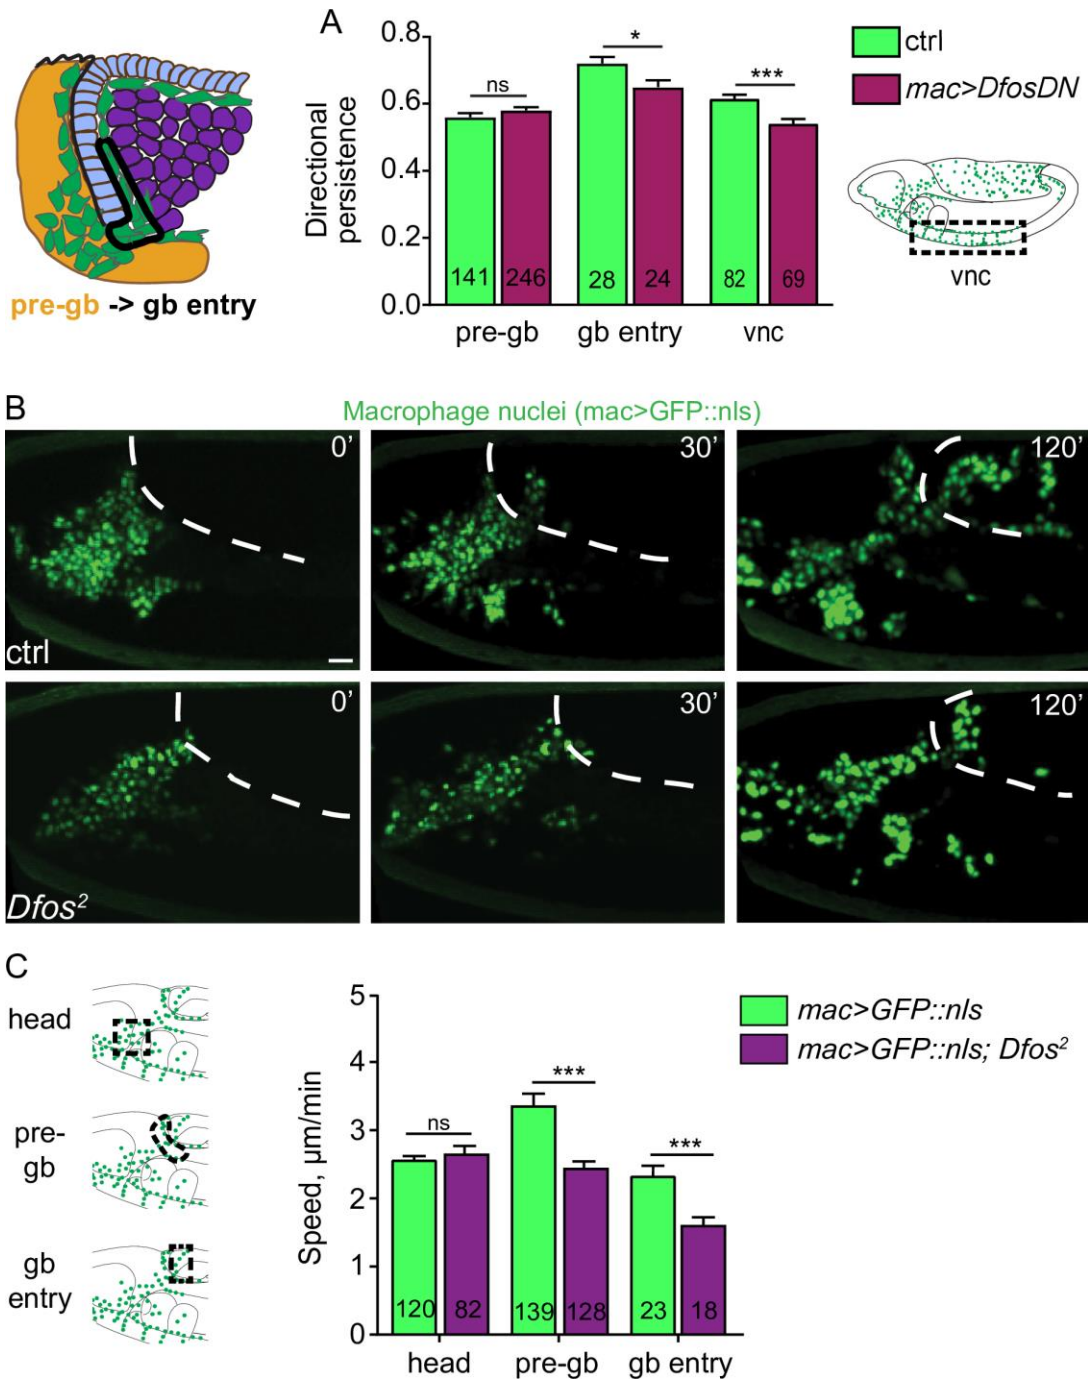 A
0.8
0.6
0.4
0.2
0.0
Directional
persistence
ns
*
***
141
246
28
24
82
69
pre-gb
gb entry
vnc
ctrl
mac>DfosDN
vnc
pre-gb -> gb entry
B
Macrophage nuclei (mac>GFP::nls)
0’
30’
120’
ctrl
0’
30’
120’
Dfos²
C
head
pre-
gb
gb
entry
5
4
3
2
1
0
Speed, µm/min
ns
***
***
120
82
139
128
23
18
head
pre-gb
gb entry
mac>GFP::nls
mac>GFP::nls; Dfos²